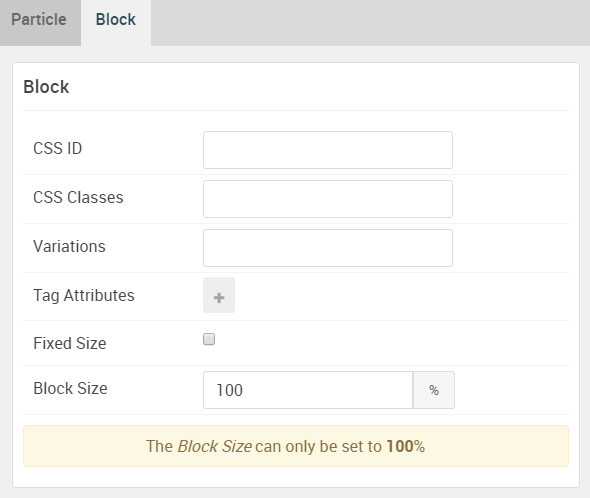 Particle Block
Block
CSS ID
CSS Classes
Variations
Tag Attributes +
Fixed Size
Block Size 100 %
The Block Size can only be set to 100%